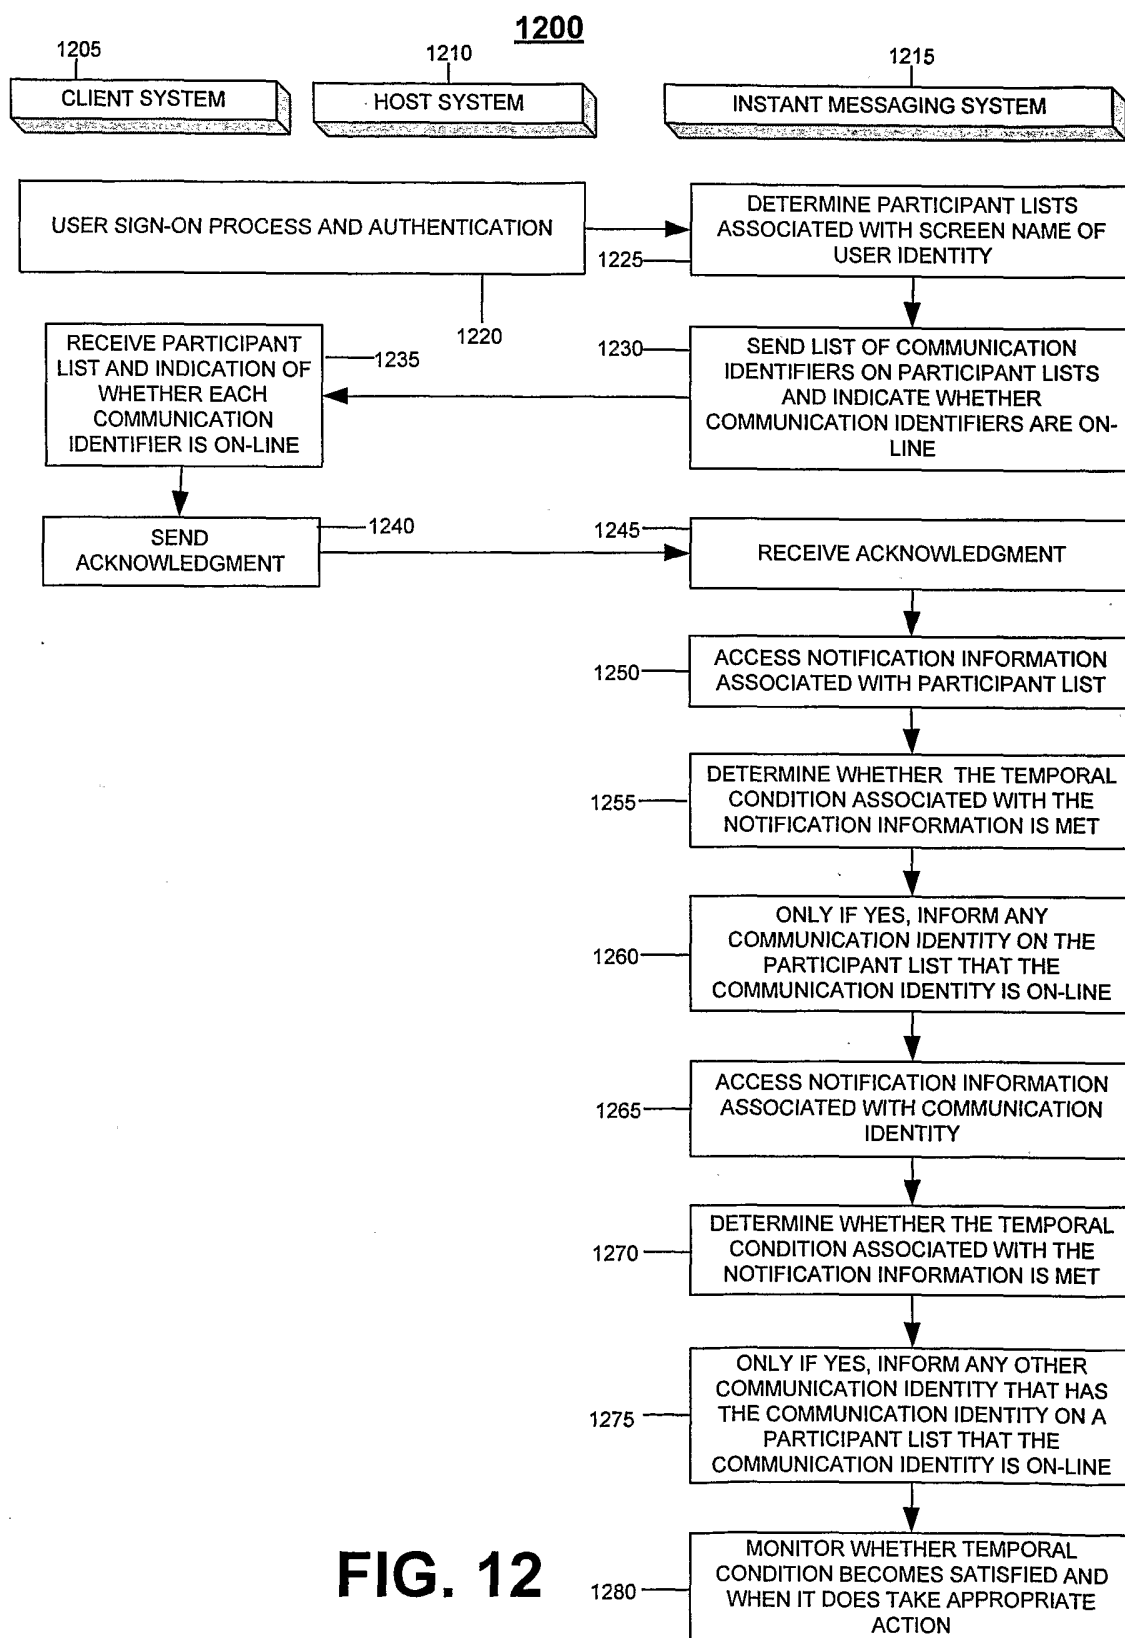 1200
1205
1210
1215
CLIENT SYSTEM
HOST SYSTEM
INSTANT MESSAGING SYSTEM
USER SIGN-ON PROCESS AND AUTHENTICATION
1220
DETERMINE PARTICIPANT LISTS
ASSOCIATED WITH SCREEN NAME OF
USER IDENTITY
1225
1230
SEND LIST OF COMMUNICATION
IDENTIFIERS ON PARTICIPANT LISTS
AND INDICATE WHETHER
COMMUNICATION IDENTIFIERS ARE ON-
LINE
RECEIVE PARTICIPANT
LIST AND INDICATION OF
WHETHER EACH
COMMUNICATION
IDENTIFIER IS ON-LINE
1235
SEND
ACKNOWLEDGMENT
1240
1245
RECEIVE ACKNOWLEDGMENT
1250
ACCESS NOTIFICATION INFORMATION
ASSOCIATED WITH PARTICIPANT LIST
1255
DETERMINE WHETHER THE TEMPORAL
CONDITION ASSOCIATED WITH THE
NOTIFICATION INFORMATION IS MET
1260
ONLY IF YES, INFORM ANY
COMMUNICATION IDENTITY ON THE
PARTICIPANT LIST THAT THE
COMMUNICATION IDENTITY IS ON-LINE
1265
ACCESS NOTIFICATION INFORMATION
ASSOCIATED WITH COMMUNICATION
IDENTITY
1270
DETERMINE WHETHER THE TEMPORAL
CONDITION ASSOCIATED WITH THE
NOTIFICATION INFORMATION IS MET
1275
ONLY IF YES, INFORM ANY OTHER
COMMUNICATION IDENTITY THAT HAS
THE COMMUNICATION IDENTITY ON A
PARTICIPANT LIST THAT THE
COMMUNICATION IDENTITY IS ON-LINE
1280
MONITOR WHETHER TEMPORAL
CONDITION BECOMES SATISFIED AND
WHEN IT DOES TAKE APPROPRIATE
ACTION
FIG. 12